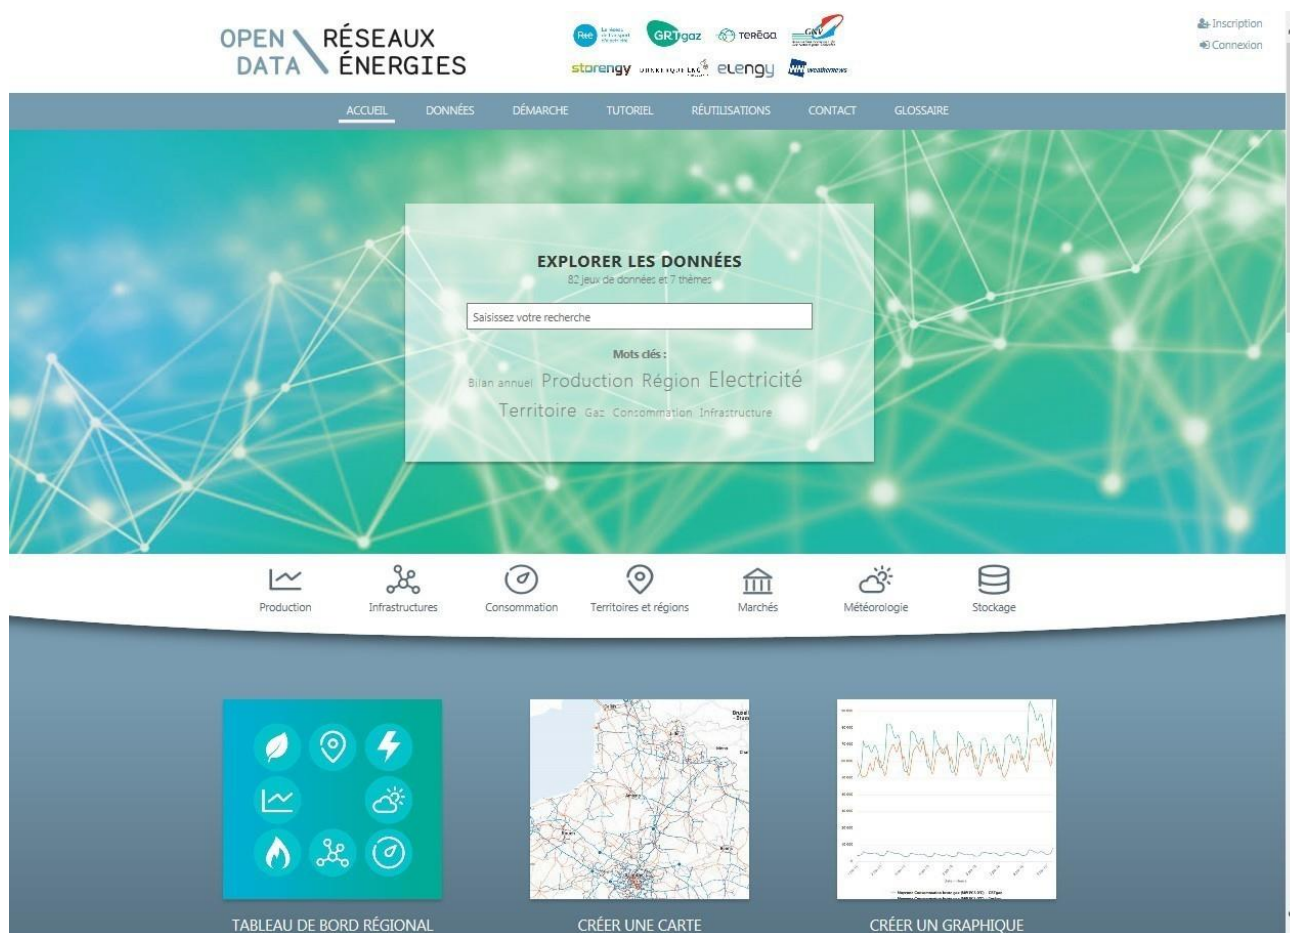 OPEN DATA
RÉSEAUX ÉNERGIES
Rte
GRTgaz
TERĒGA
GNV
storengy
eLengy
weathernews
Inscription
Connexion
ACCUEIL DONNÉES DÉMARCHE TUTORIEL RÉUTILISATIONS CONTACT GLOSSAIRE
EXPLORER LES DONNÉES
82 jeux de données et 7 thèmes
Saisissez votre recherche
Mots clés :
Bilan annuel Production Région Electricité
Territoire Gaz Consommation Infrastructure
Production Infrastructures Consommation Territoires et régions Marchés Météorologie Stockage
TABLEAU DE BORD RÉGIONAL CRÉER UNE CARTE CRÉER UN GRAPHIQUE